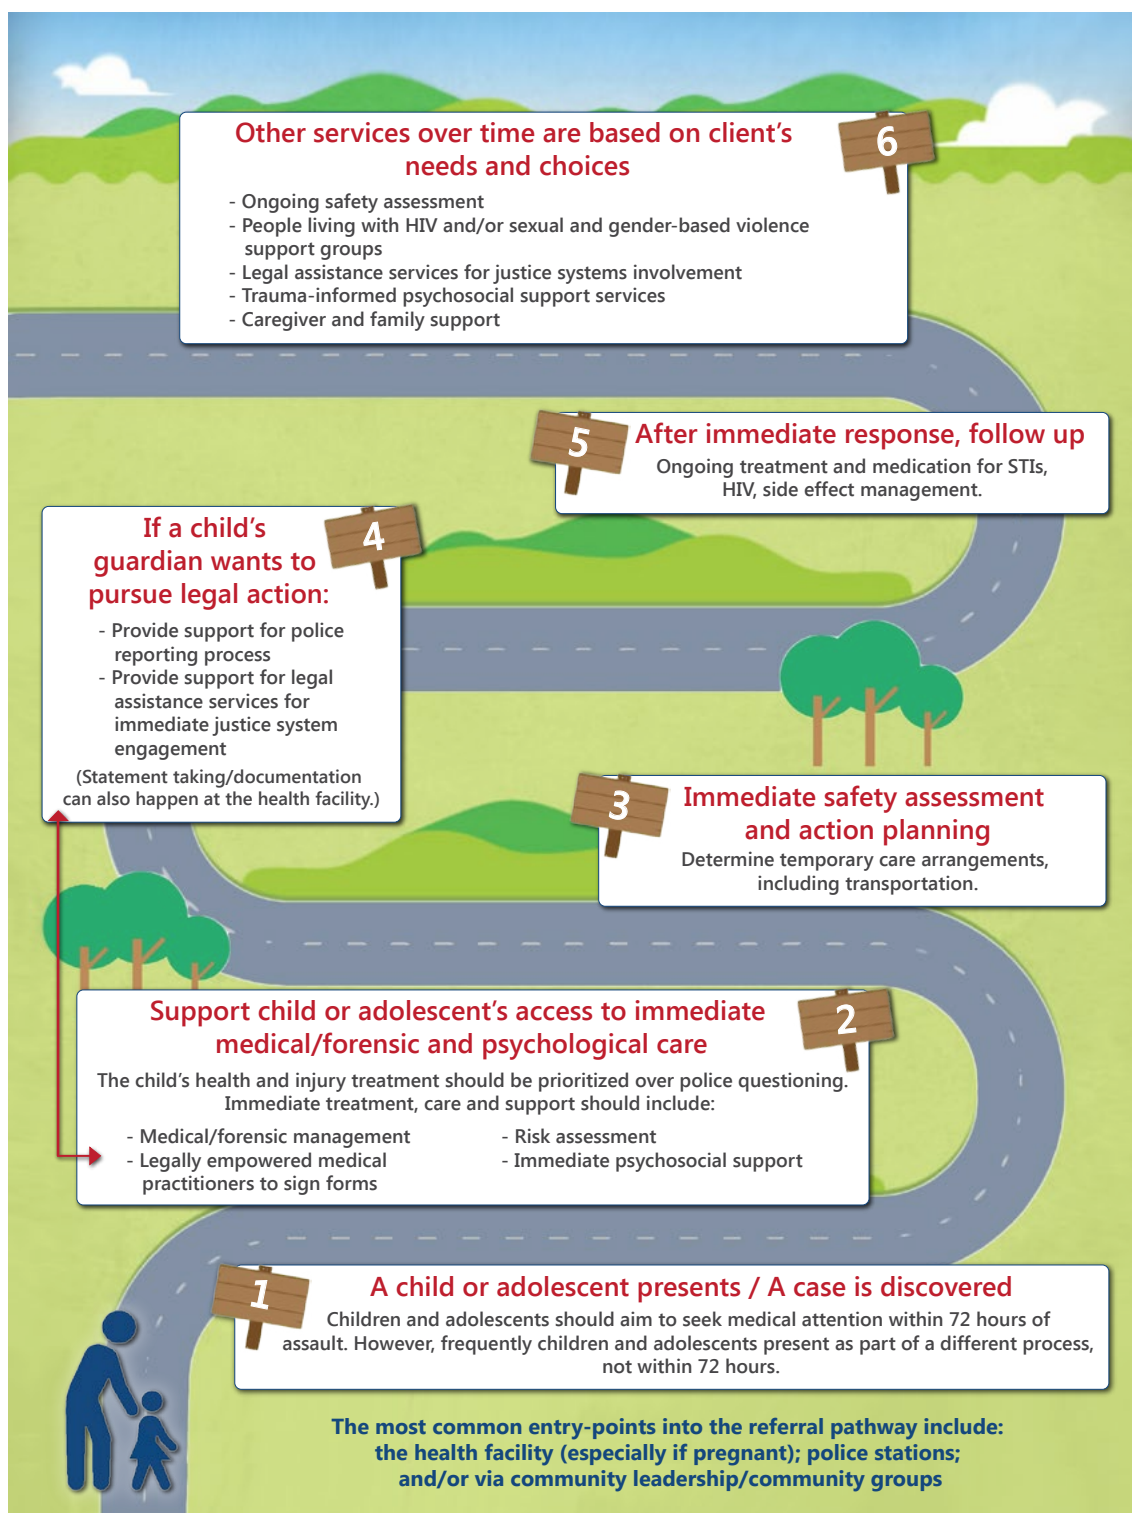 Other services over time are based on client's
needs and choices
6
- Ongoing safety assessment
- People living with HIV and/or sexual and gender-based violence
support groups
- Legal assistance services for justice systems involvement
- Trauma-informed psychosocial support services
- Caregiver and family support
5
After immediate response, follow up
Ongoing treatment and medication for STIs,
HIV, side effect management.
4
If a child's
guardian wants to
pursue legal action:
- Provide support for police
reporting process
- Provide support for legal
assistance services for
immediate justice system
engagement
(Statement taking/documentation
can also happen at the health facility.)
3
Immediate safety assessment
and action planning
Determine temporary care arrangements,
including transportation.
2
Support child or adolescent's access to immediate
medical/forensic and psychological care
The child's health and injury treatment should be prioritized over police questioning.
Immediate treatment, care and support should include:
- Medical/forensic management
- Legally empowered medical
practitioners to sign forms
- Risk assessment
- Immediate psychosocial support
1
A child or adolescent presents / A case is discovered
Children and adolescents should aim to seek medical attention within 72 hours of
assault. However, frequently children and adolescents present as part of a different process,
not within 72 hours.
The most common entry-points into the referral pathway include:
the health facility (especially if pregnant); police stations;
and/or via community leadership/community groups